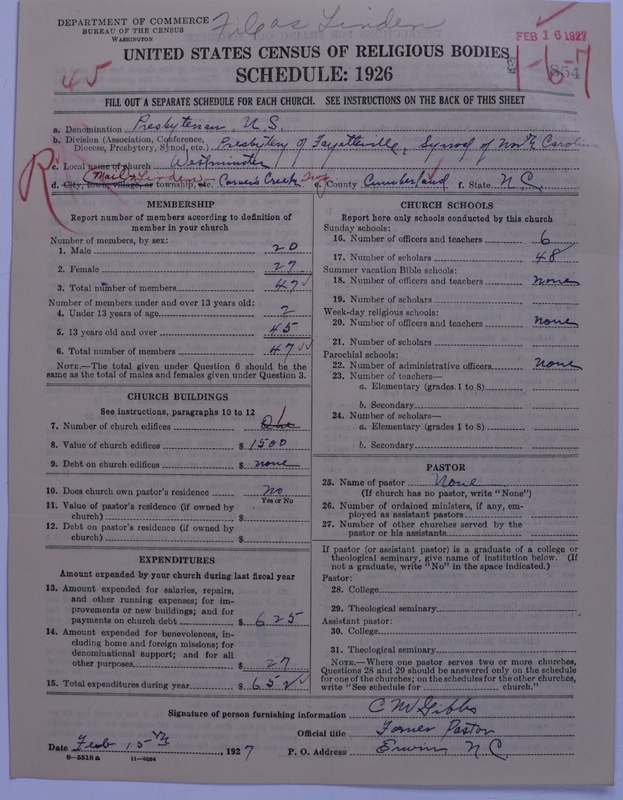 DEPARTMENT OF COMMERCE
BUREAU OF THE CENSUS
WASHINGTON
Linden
FEB 16 1927
UNITED STATES CENSUS OF RELIGIOUS BODIES
SCHEDULE: 1926
45
1-6-7
854
FILL OUT A SEPARATE SCHEDULE FOR EACH CHURCH. SEE INSTRUCTIONS ON THE BACK OF THIS SHEET
a. Denomination Presbyterian, U.S.
b. Division (Association, Conference, Diocese, Presbytery, Synod, etc.) Presbytery of Fayetteville, Synod of North Carolina
c. Local name of church Westminster
R
(Mail Linden
d. City, town, village, or township, etc. Carvers Creek Twp e. County Cumberland f. State N.C.
MEMBERSHIP
Report number of members according to definition of
member in your church
Number of members, by sex:
1. Male 20
2. Female 27
3. Total number of members 47
Number of members under and over 13 years old:
4. Under 13 years of age 2
5. 13 years old and over 45
6. Total number of members 47
NOTE.—The total given under Question 6 should be
same as the total of males and females given under Question 3.
CHURCH BUILDINGS
See instructions, paragraphs 10 to 12
7. Number of church edifices One 1
8. Value of church edifices $ 1500
9. Debt on church edifices $ none
10. Does church own pastor's residence No
Yes or No
11. Value of pastor's residence (if owned by
church) $
12. Debt on pastor's residence (if owned by
church) $
EXPENDITURES
Amount expended by your church during last fiscal year
13. Amount expended for salaries, repairs,
and other running expenses; for im-
provements or new buildings; and for
payments on church debt $ 625
14. Amount expended for benevolences, in-
cluding home and foreign missions; for
denominational support; and for all
other purposes $ 27
15. Total expenditures during year $ 652
CHURCH SCHOOLS
Report here only schools conducted by this church
Sunday schools:
16. Number of officers and teachers 6
17. Number of scholars 48
Summer vacation Bible schools:
18. Number of officers and teachers none
19. Number of scholars
Week-day religious schools:
20. Number of officers and teachers none
21. Number of scholars
Parochial schools:
22. Number of administrative officers none
23. Number of teachers—
a. Elementary (grades 1 to 8)
b. Secondary
24. Number of scholars—
a. Elementary (grades 1 to 8)
b. Secondary
PASTOR
25. Name of pastor None
(If church has no pastor, write "None")
26. Number of ordained ministers, if any, em-
ployed as assistant pastors
27. Number of other churches served by the
pastor or his assistants
If pastor (or assistant pastor) is a graduate of a college or
theological seminary, give name of institution below. (If
not a graduate, write "No" in the space indicated.)
Pastor:
28. College
29. Theological seminary
Assistant pastor:
30. College
31. Theological seminary
NOTE.—Where one pastor serves two or more churches,
Questions 28 and 29 should be answered only on the schedule
for one of the churches; on the schedules for the other churches,
write "See schedule for church."
Signature of person furnishing information C M Gibbs
Official title Former Pastor
Date Feb 15th, 1927 P. O. Address Erwin N C
8-5518 a 11-9034